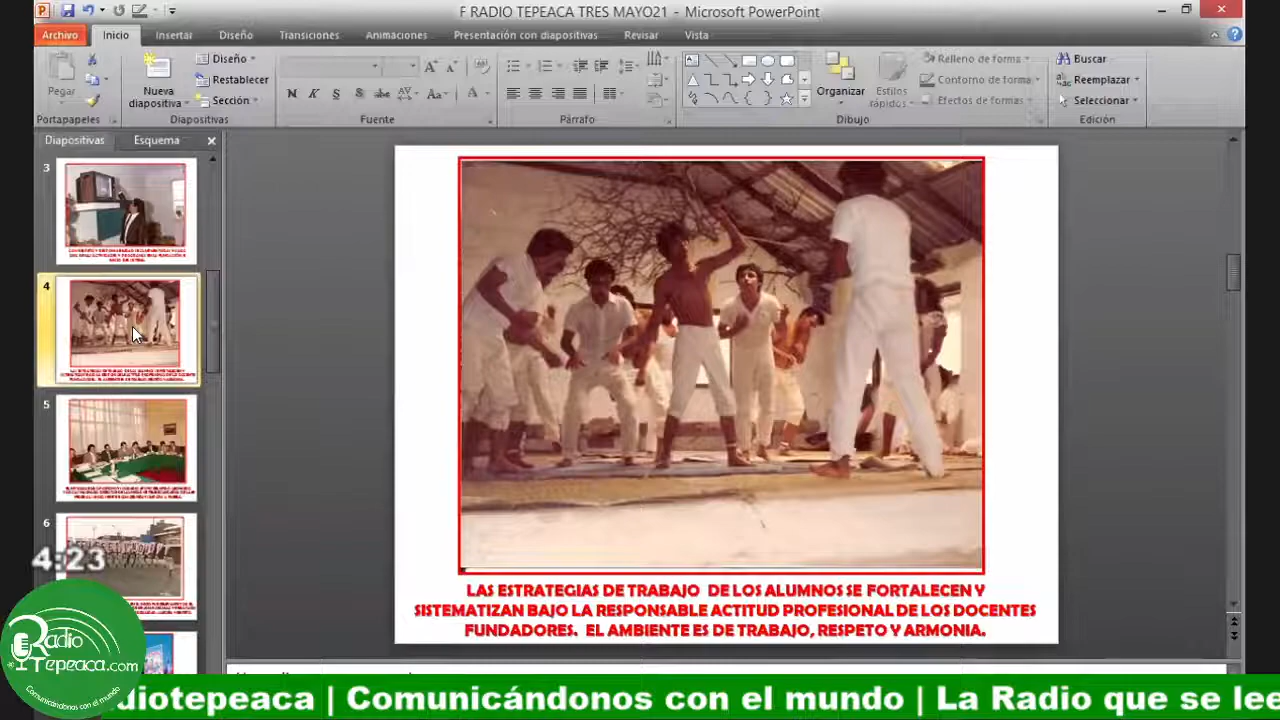 F RADIO TEPEACA TRES MAYO21 - Microsoft PowerPoint
Archivo
Inicio
Insertar
Diseño
Transiciones
Animaciones
Presentación con diapositivas
Revisar
Vista
Pegar
Portapapeles
Nueva
diapositiva
Diseño
Restablecer
Sección
Diapositivas
N K S S abc AV Aa A
Fuente
Párrafo
Organizar
Estilos
rápidos
Relleno de forma
Contorno de forma
Efectos de formas
Dibujo
Buscar
Reemplazar
Seleccionar
Edición
Diapositivas
Esquema
3
4
5
6
LAS ESTRATEGIAS DE TRABAJO DE LOS ALUMNOS SE FORTALECEN Y
SISTEMATIZAN BAJO LA RESPONSABLE ACTITUD PROFESIONAL DE LOS DOCENTES
FUNDADORES. EL AMBIENTE ES DE TRABAJO, RESPETO Y ARMONIA.
4:23
Radio
Tepeaca.com
Comunicándonos con el mundo
diotepeaca | Comunicándonos con el mundo | La Radio que se lee